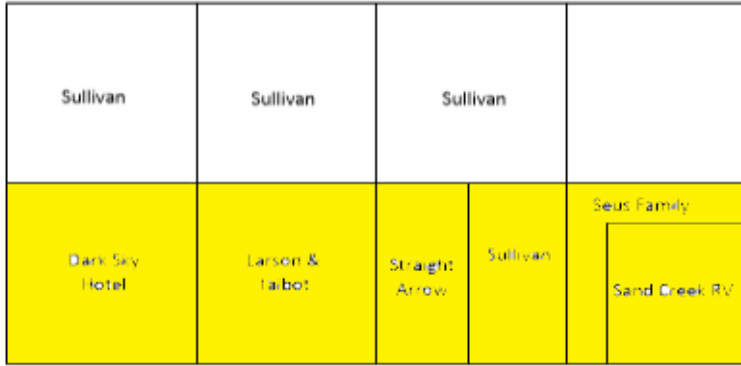 Sullivan
Sullivan
Sullivan
Seus Family
Dark Sky
Hotel
Larson &
Talbot
Straight
Arrow
Sullivan
Sand Creek RV